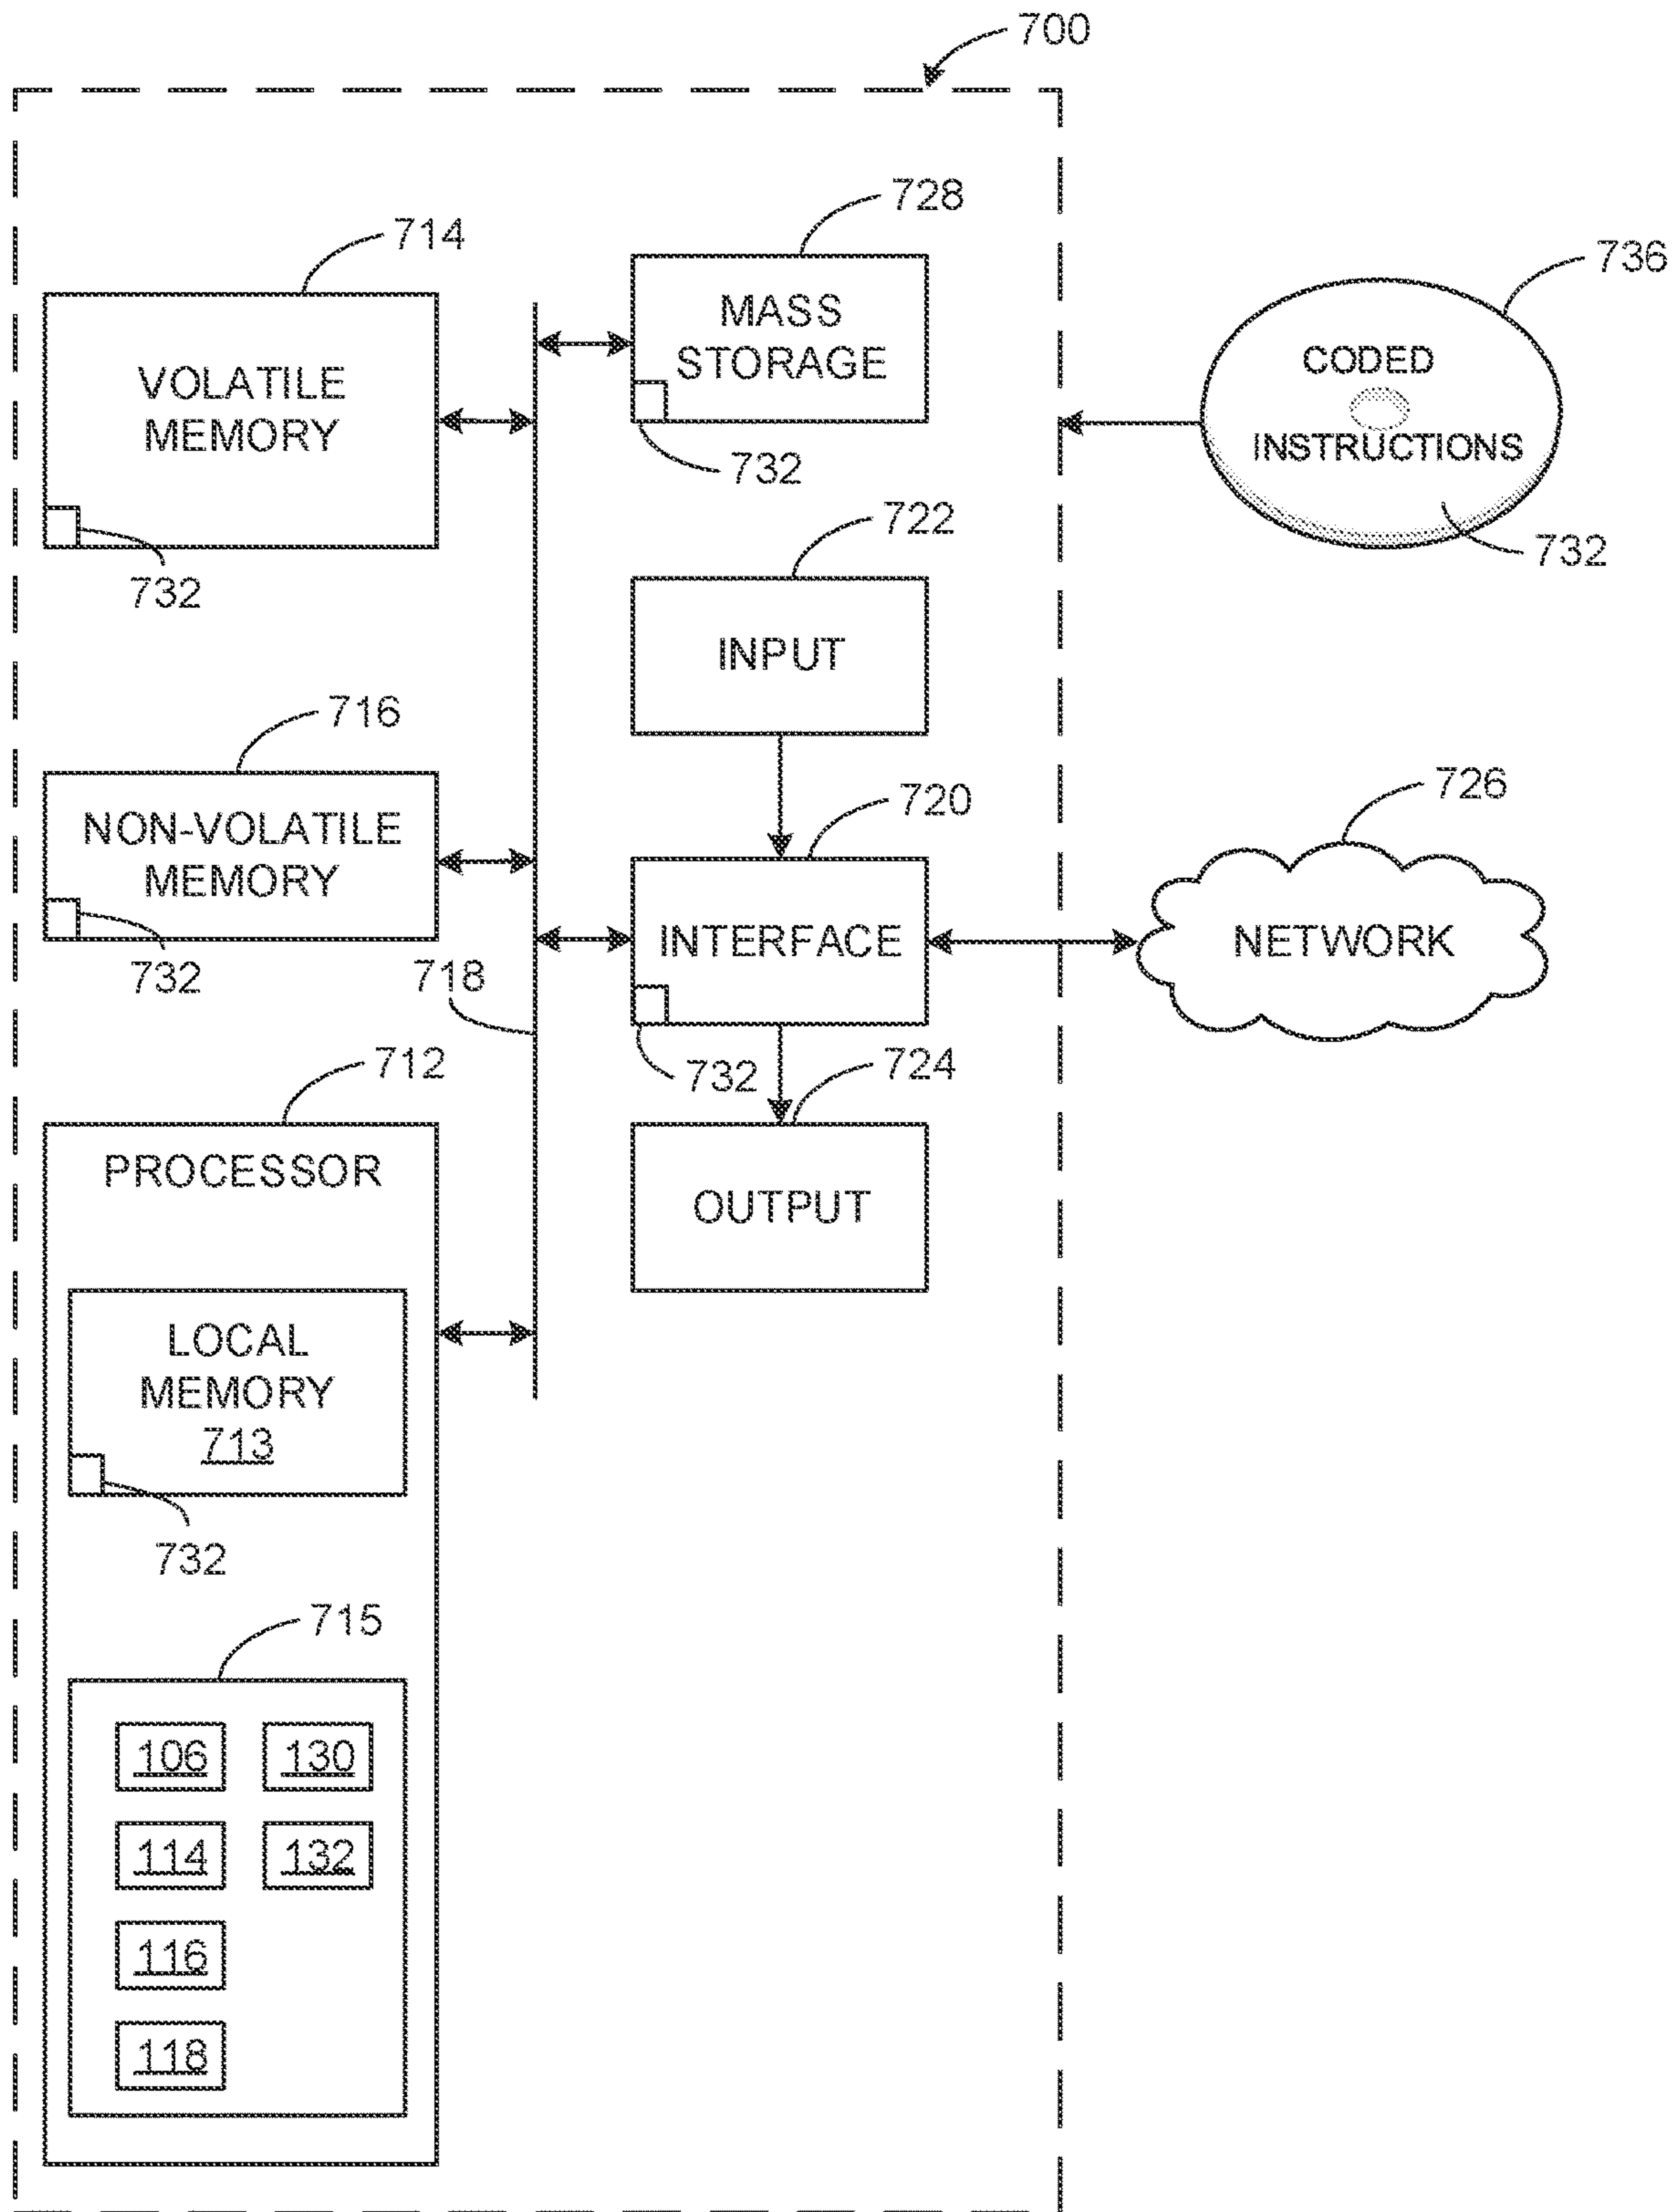 700
728
714
736
MASS
STORAGE
CODED
INSTRUCTIONS
VOLATILE
MEMORY
732
722
732
732
INPUT
716
720
726
NON-VOLATILE
MEMORY
INTERFACE
NETWORK
732
718
712
732
724
PROCESSOR
OUTPUT
LOCAL
MEMORY
713
732
715
106
130
114
132
116
118